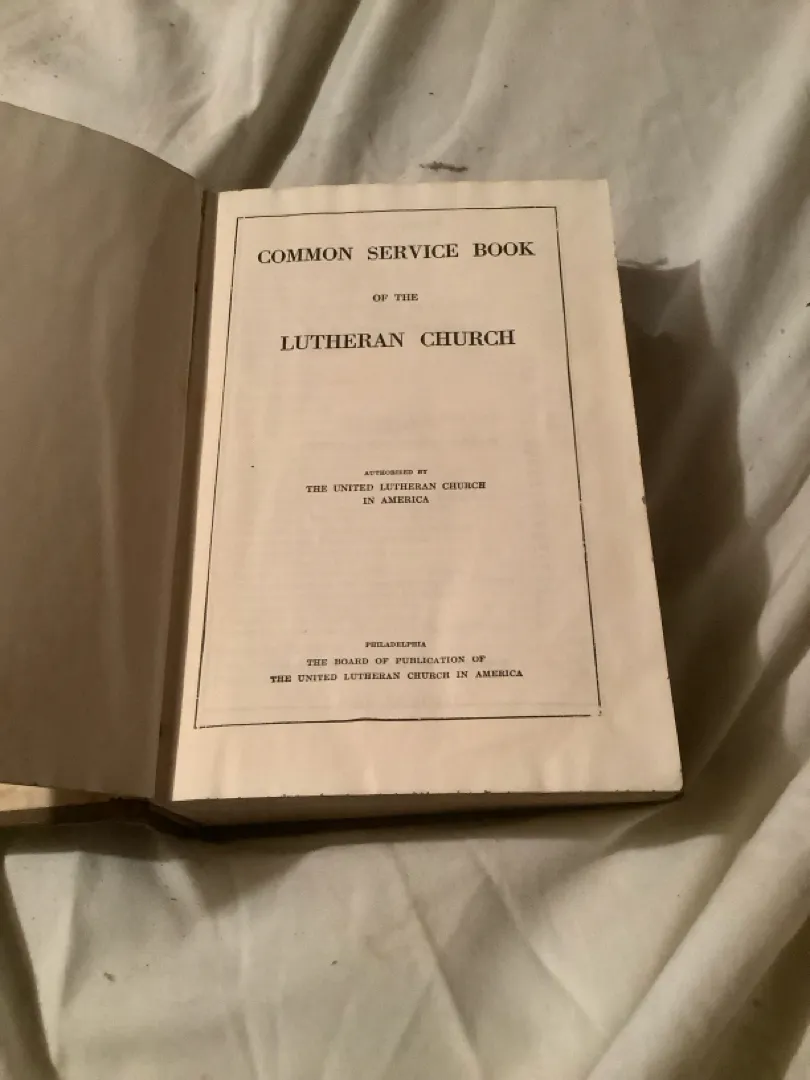 COMMON SERVICE BOOK
OF THE
LUTHERAN CHURCH
AUTHORIZED BY
THE UNITED LUTHERAN CHURCH
IN AMERICA
PHILADELPHIA
THE BOARD OF PUBLICATION OF
THE UNITED LUTHERAN CHURCH IN AMERICA